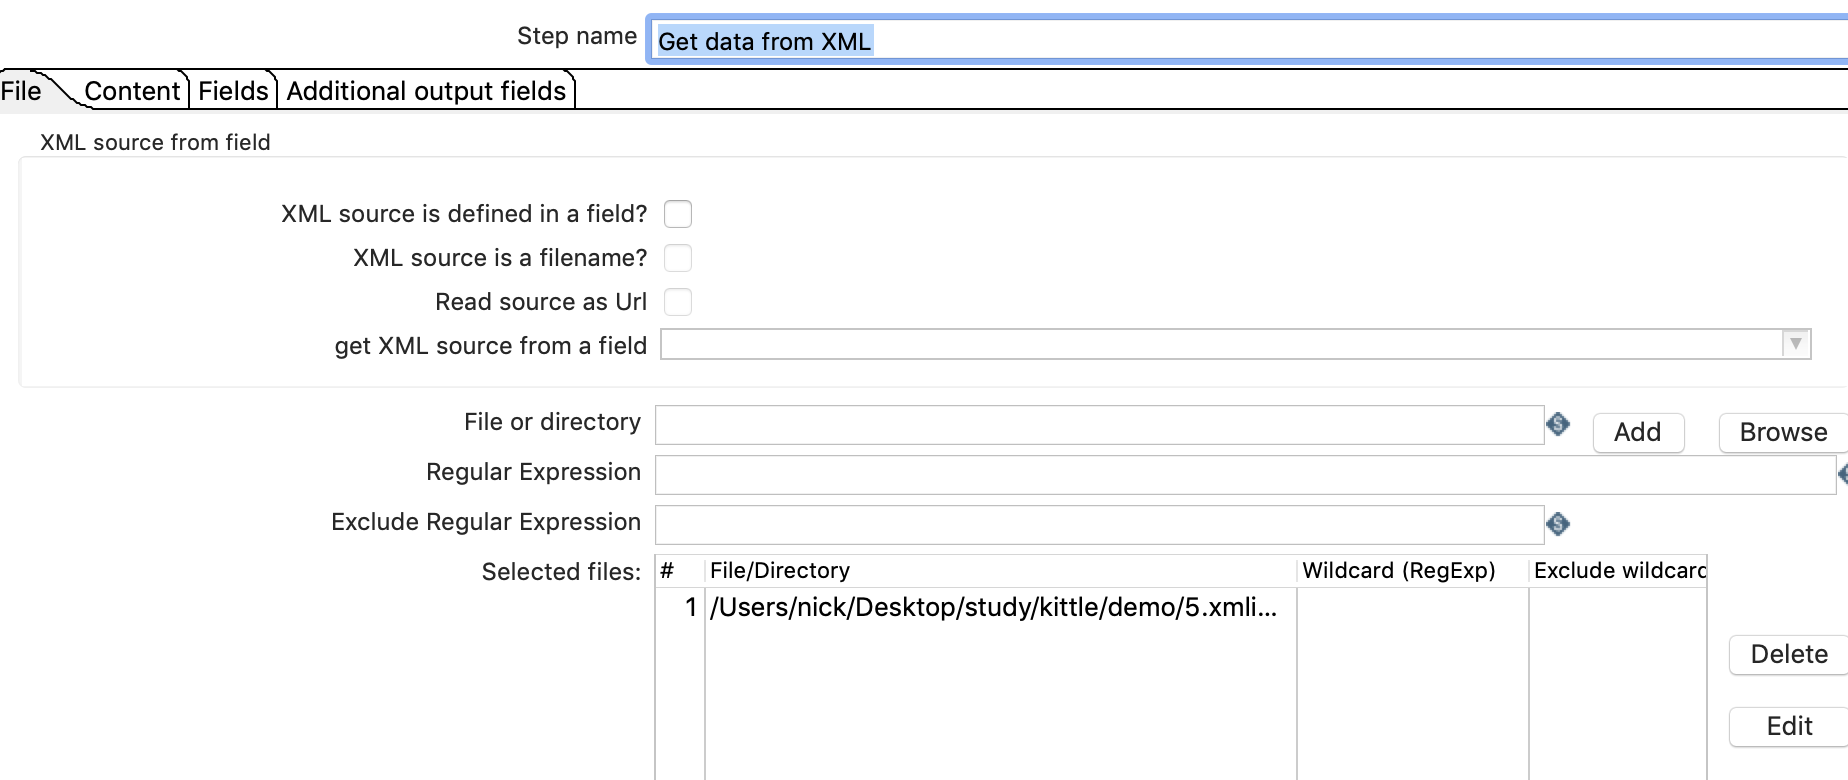 Step name Get data from XML
File Content Fields Additional output fields
XML source from field
XML source is defined in a field?
XML source is a filename?
Read source as Url
get XML source from a field
File or directory Add Browse
Regular Expression
Exclude Regular Expression
Selected files: # File/Directory Wildcard (RegExp) Exclude wildcard
1 /Users/nick/Desktop/study/kittle/demo/5.xmli...
Delete
Edit